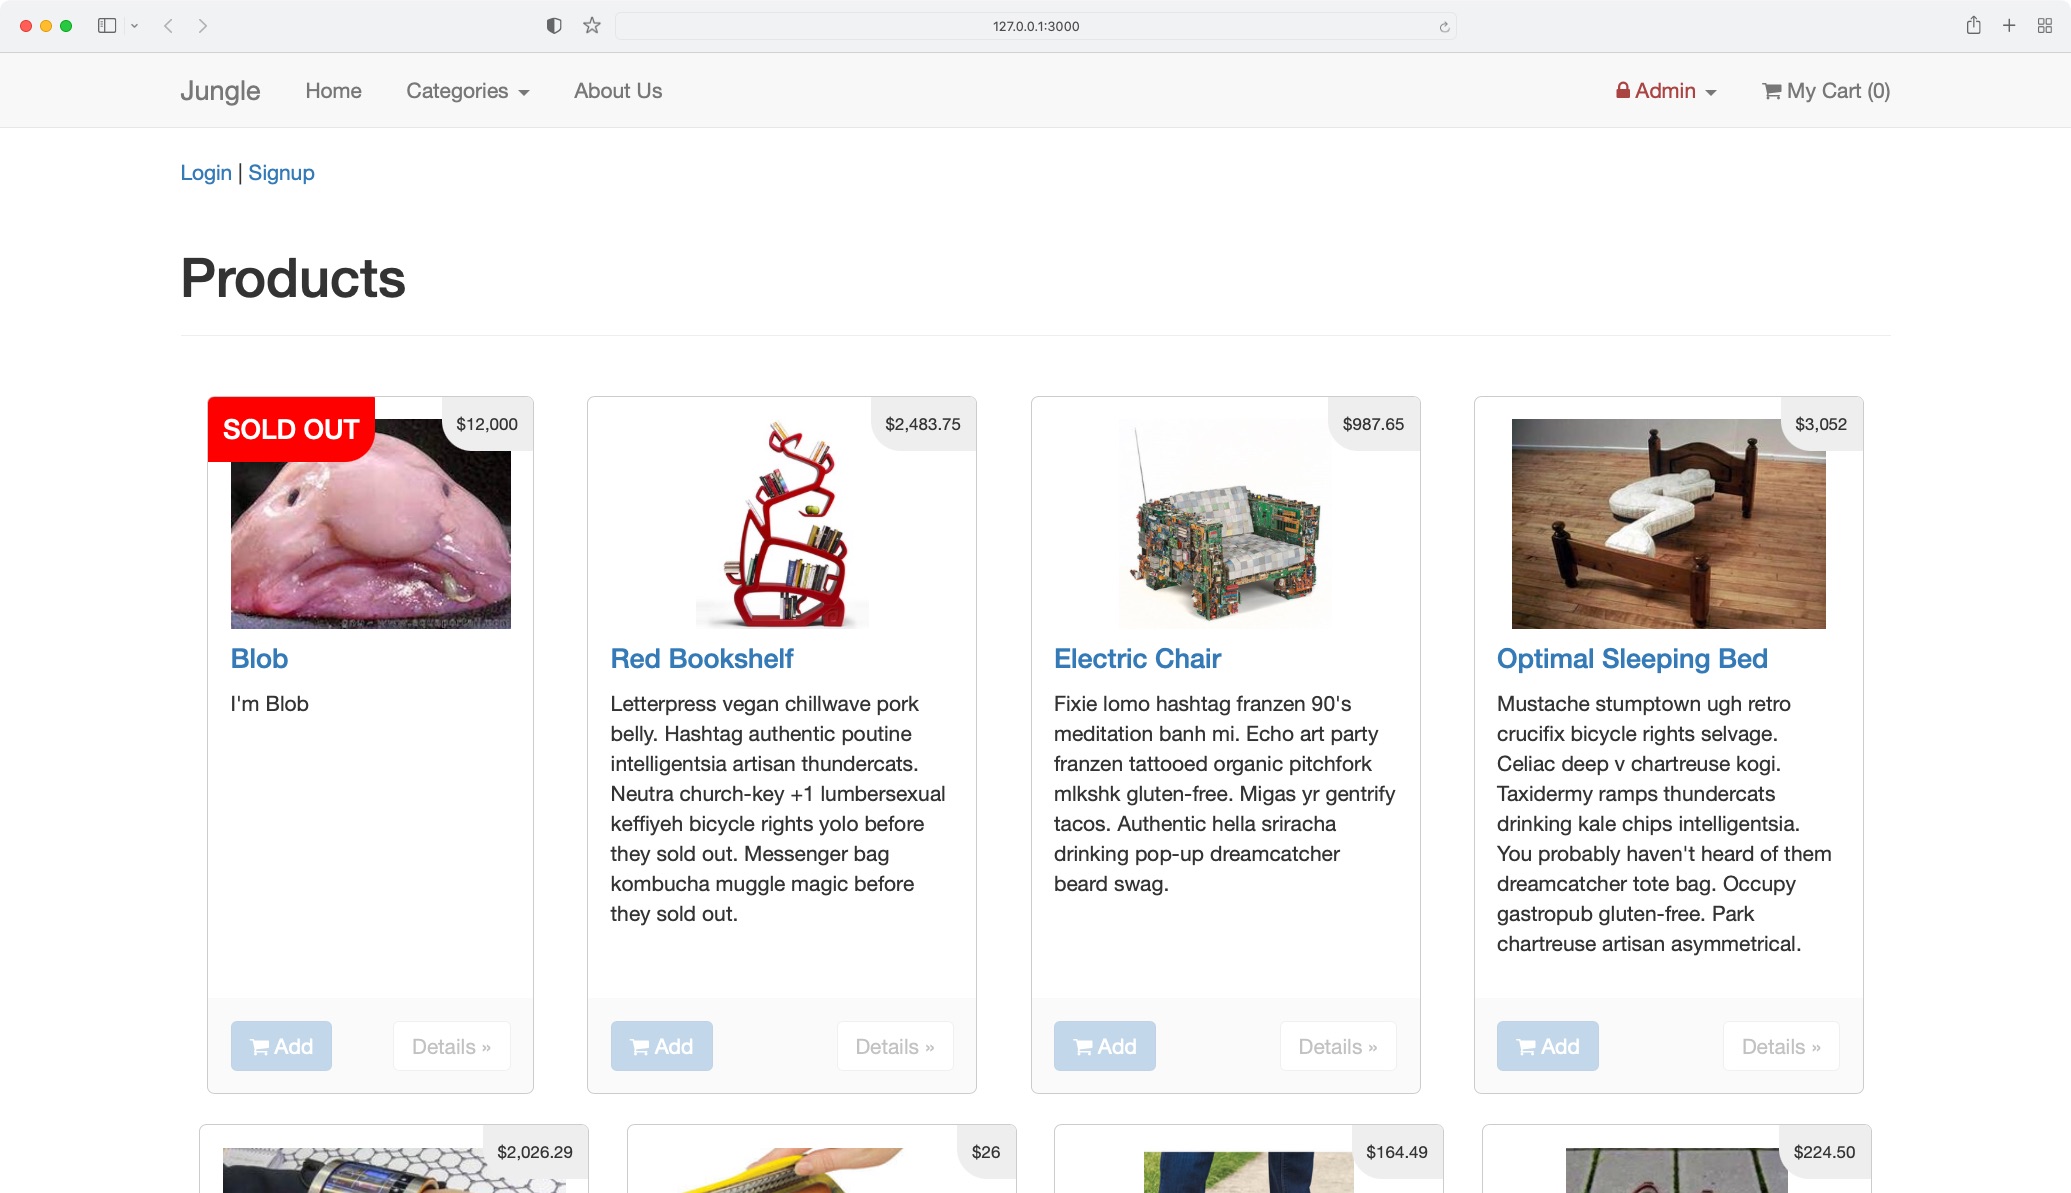 127.0.0.1:3000
Jungle Home Categories About Us Admin My Cart (0)
Login | Signup
Products
SOLD OUT
$12,000
Blob
I'm Blob
Add Details »
$2,483.75
Red Bookshelf
Letterpress vegan chillwave pork
belly. Hashtag authentic poutine
intelligentsia artisan thundercats.
Neutra church-key +1 lumbersexual
keffiyeh bicycle rights yolo before
they sold out. Messenger bag
kombucha muggle magic before
they sold out.
Add Details »
$987.65
Electric Chair
Fixie lomo hashtag franzen 90's
meditation banh mi. Echo art party
franzen tattooed organic pitchfork
mlkshk gluten-free. Migas yr gentrify
tacos. Authentic hella sriracha
drinking pop-up dreamcatcher
beard swag.
Add Details »
$3,052
Optimal Sleeping Bed
Mustache stumptown ugh retro
crucifix bicycle rights selvage.
Celiac deep v chartreuse kogi.
Taxidermy ramps thundercats
drinking kale chips intelligentsia.
You probably haven't heard of them
dreamcatcher tote bag. Occupy
gastropub gluten-free. Park
chartreuse artisan asymmetrical.
Add Details »
$2,026.29
$26
$164.49
$224.50